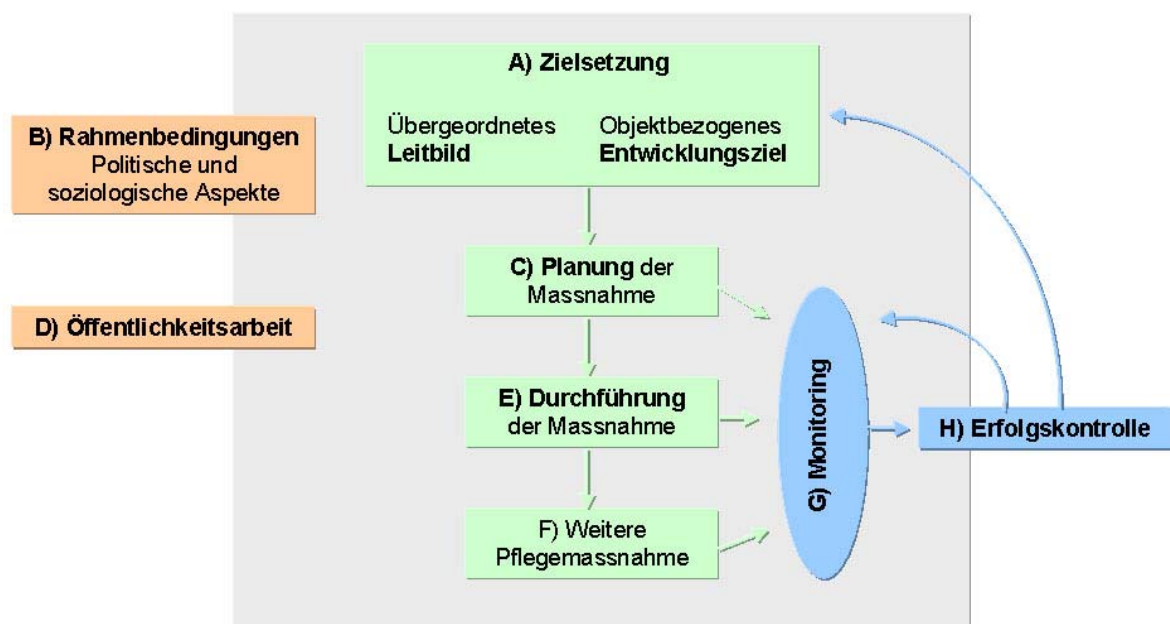 A) Zielsetzung
Übergeordnetes
Leitbild
Objektbezogenes
Entwicklungsziel
B) Rahmenbedingungen
Politische und
soziologische Aspekte
C) Planung der
Massnahme
D) Öffentlichkeitsarbeit
E) Durchführung
der Massnahme
F) Weitere
Pflegemassnahme
G) Monitoring
H) Erfolgskontrolle